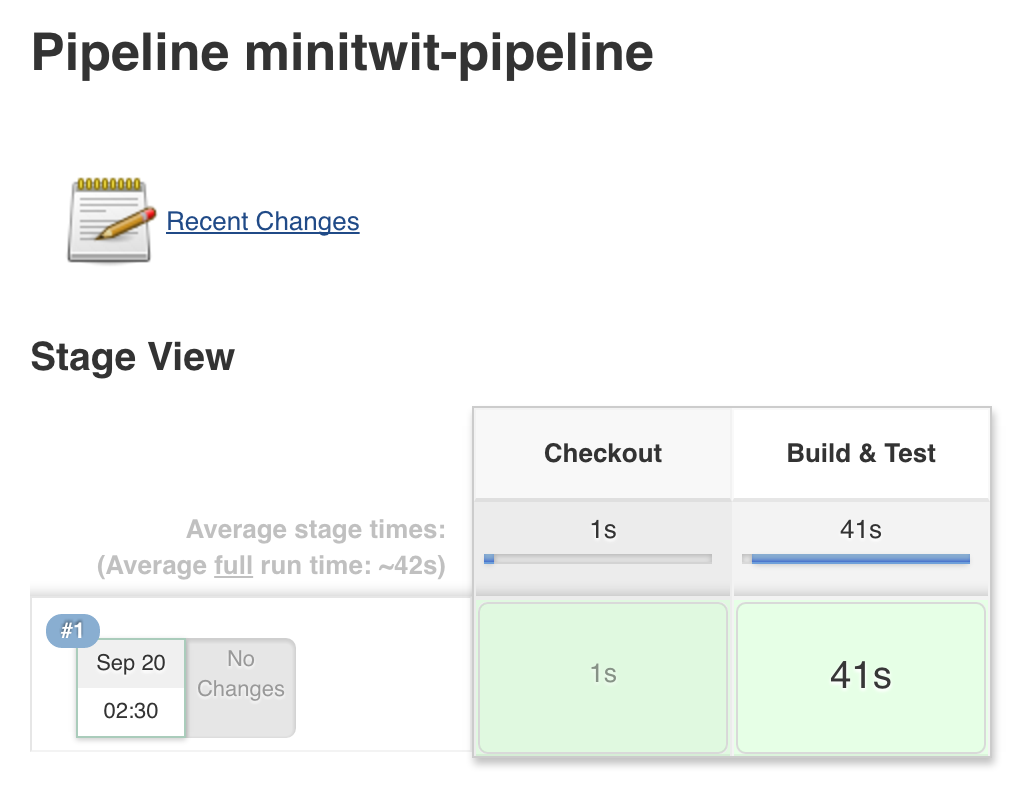 Pipeline minitwit-pipeline
Recent Changes
Stage View
Checkout
Build & Test
Average stage times:
(Average full run time: ~42s)
1s
41s
#1
Sep 20
02:30
No
Changes
1s
41s